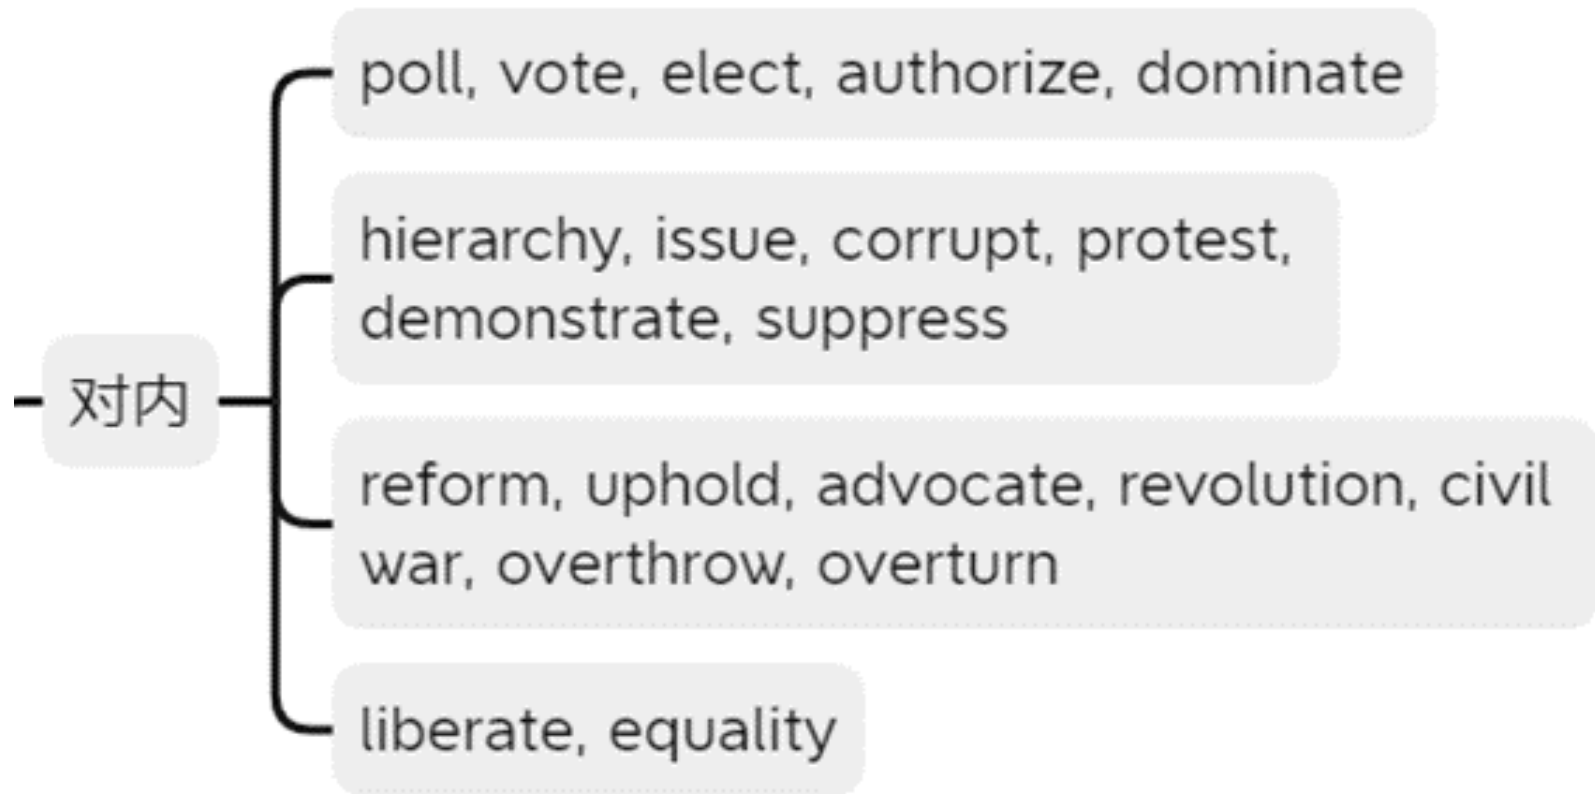 poll, vote, elect, authorize, dominate
hierarchy, issue, corrupt, protest,
demonstrate, suppress
对内
reform, uphold, advocate, revolution, civil
war, overthrow, overturn
liberate, equality